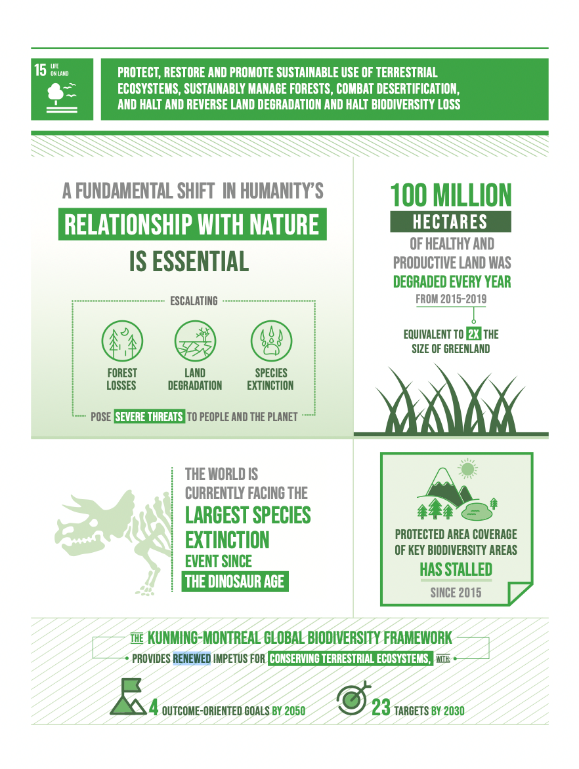 15 LIFE
ON LAND
PROTECT, RESTORE AND PROMOTE SUSTAINABLE USE OF TERRESTRIAL
ECOSYSTEMS, SUSTAINABLY MANAGE FORESTS, COMBAT DESERTIFICATION,
AND HALT AND REVERSE LAND DEGRADATION AND HALT BIODIVERSITY LOSS
A FUNDAMENTAL SHIFT IN HUMANITY'S
RELATIONSHIP WITH NATURE
IS ESSENTIAL
ESCALATING
FOREST
LOSSES
LAND
DEGRADATION
SPECIES
EXTINCTION
POSE SEVERE THREATS TO PEOPLE AND THE PLANET
100 MILLION
HECTARES
OF HEALTHY AND
PRODUCTIVE LAND WAS
DEGRADED EVERY YEAR
FROM 2015-2019
EQUIVALENT TO 2X THE
SIZE OF GREENLAND
THE WORLD IS
CURRENTLY FACING THE
LARGEST SPECIES
EXTINCTION
EVENT SINCE
THE DINOSAUR AGE
PROTECTED AREA COVERAGE
OF KEY BIODIVERSITY AREAS
HAS STALLED
SINCE 2015
THE KUNMING-MONTREAL GLOBAL BIODIVERSITY FRAMEWORK
PROVIDES RENEWED IMPETUS FOR CONSERVING TERRESTRIAL ECOSYSTEMS, WITH:
4 OUTCOME-ORIENTED GOALS BY 2050
23 TARGETS BY 2030